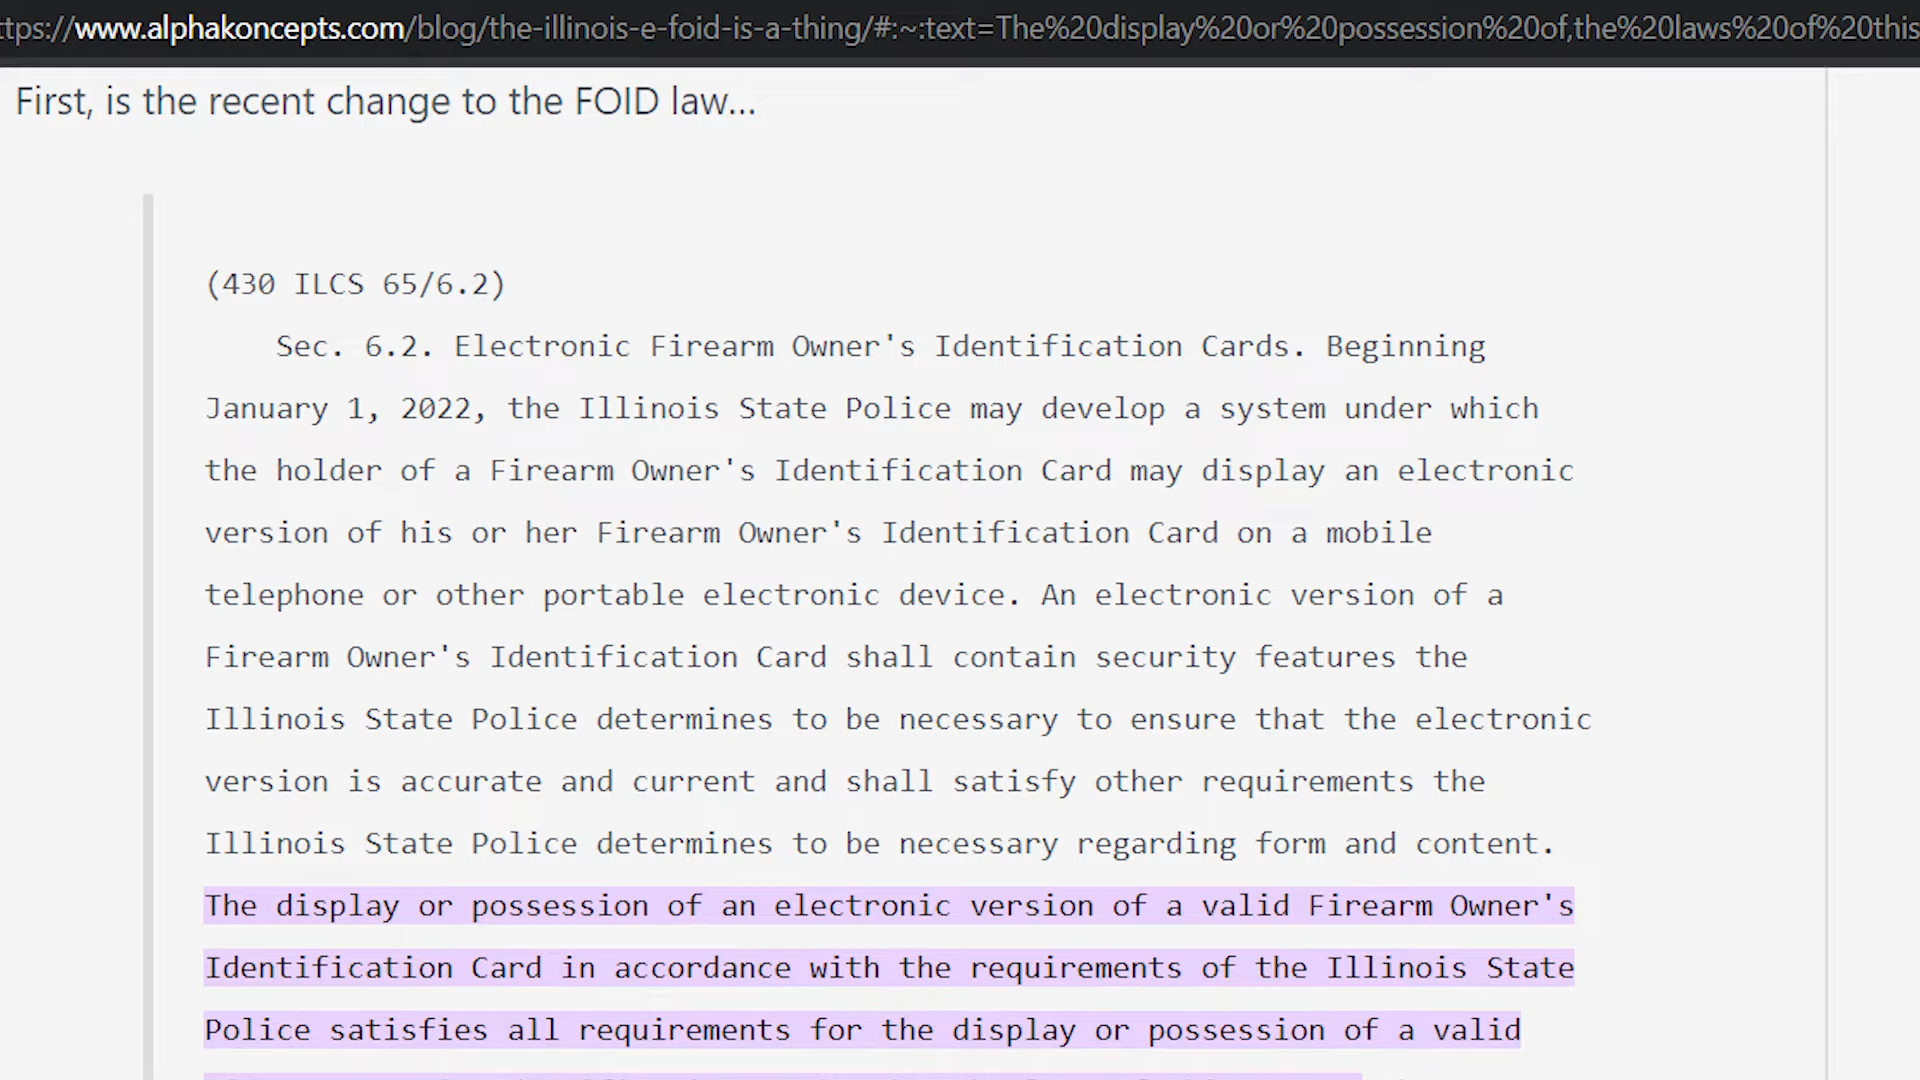 ttps://www.alphakoncepts.com/blog/the-illinois-e-foid-is-a-thing/#:~:text=The%20display%20or%20possession%20of,the%20laws%20of%20this
First, is the recent change to the FOID law...
(430 ILCS 65/6.2)
Sec. 6.2. Electronic Firearm Owner's Identification Cards. Beginning
January 1, 2022, the Illinois State Police may develop a system under which
the holder of a Firearm Owner's Identification Card may display an electronic
version of his or her Firearm Owner's Identification Card on a mobile
telephone or other portable electronic device. An electronic version of a
Firearm Owner's Identification Card shall contain security features the
Illinois State Police determines to be necessary to ensure that the electronic
version is accurate and current and shall satisfy other requirements the
Illinois State Police determines to be necessary regarding form and content.
The display or possession of an electronic version of a valid Firearm Owner's
Identification Card in accordance with the requirements of the Illinois State
Police satisfies all requirements for the display or possession of a valid